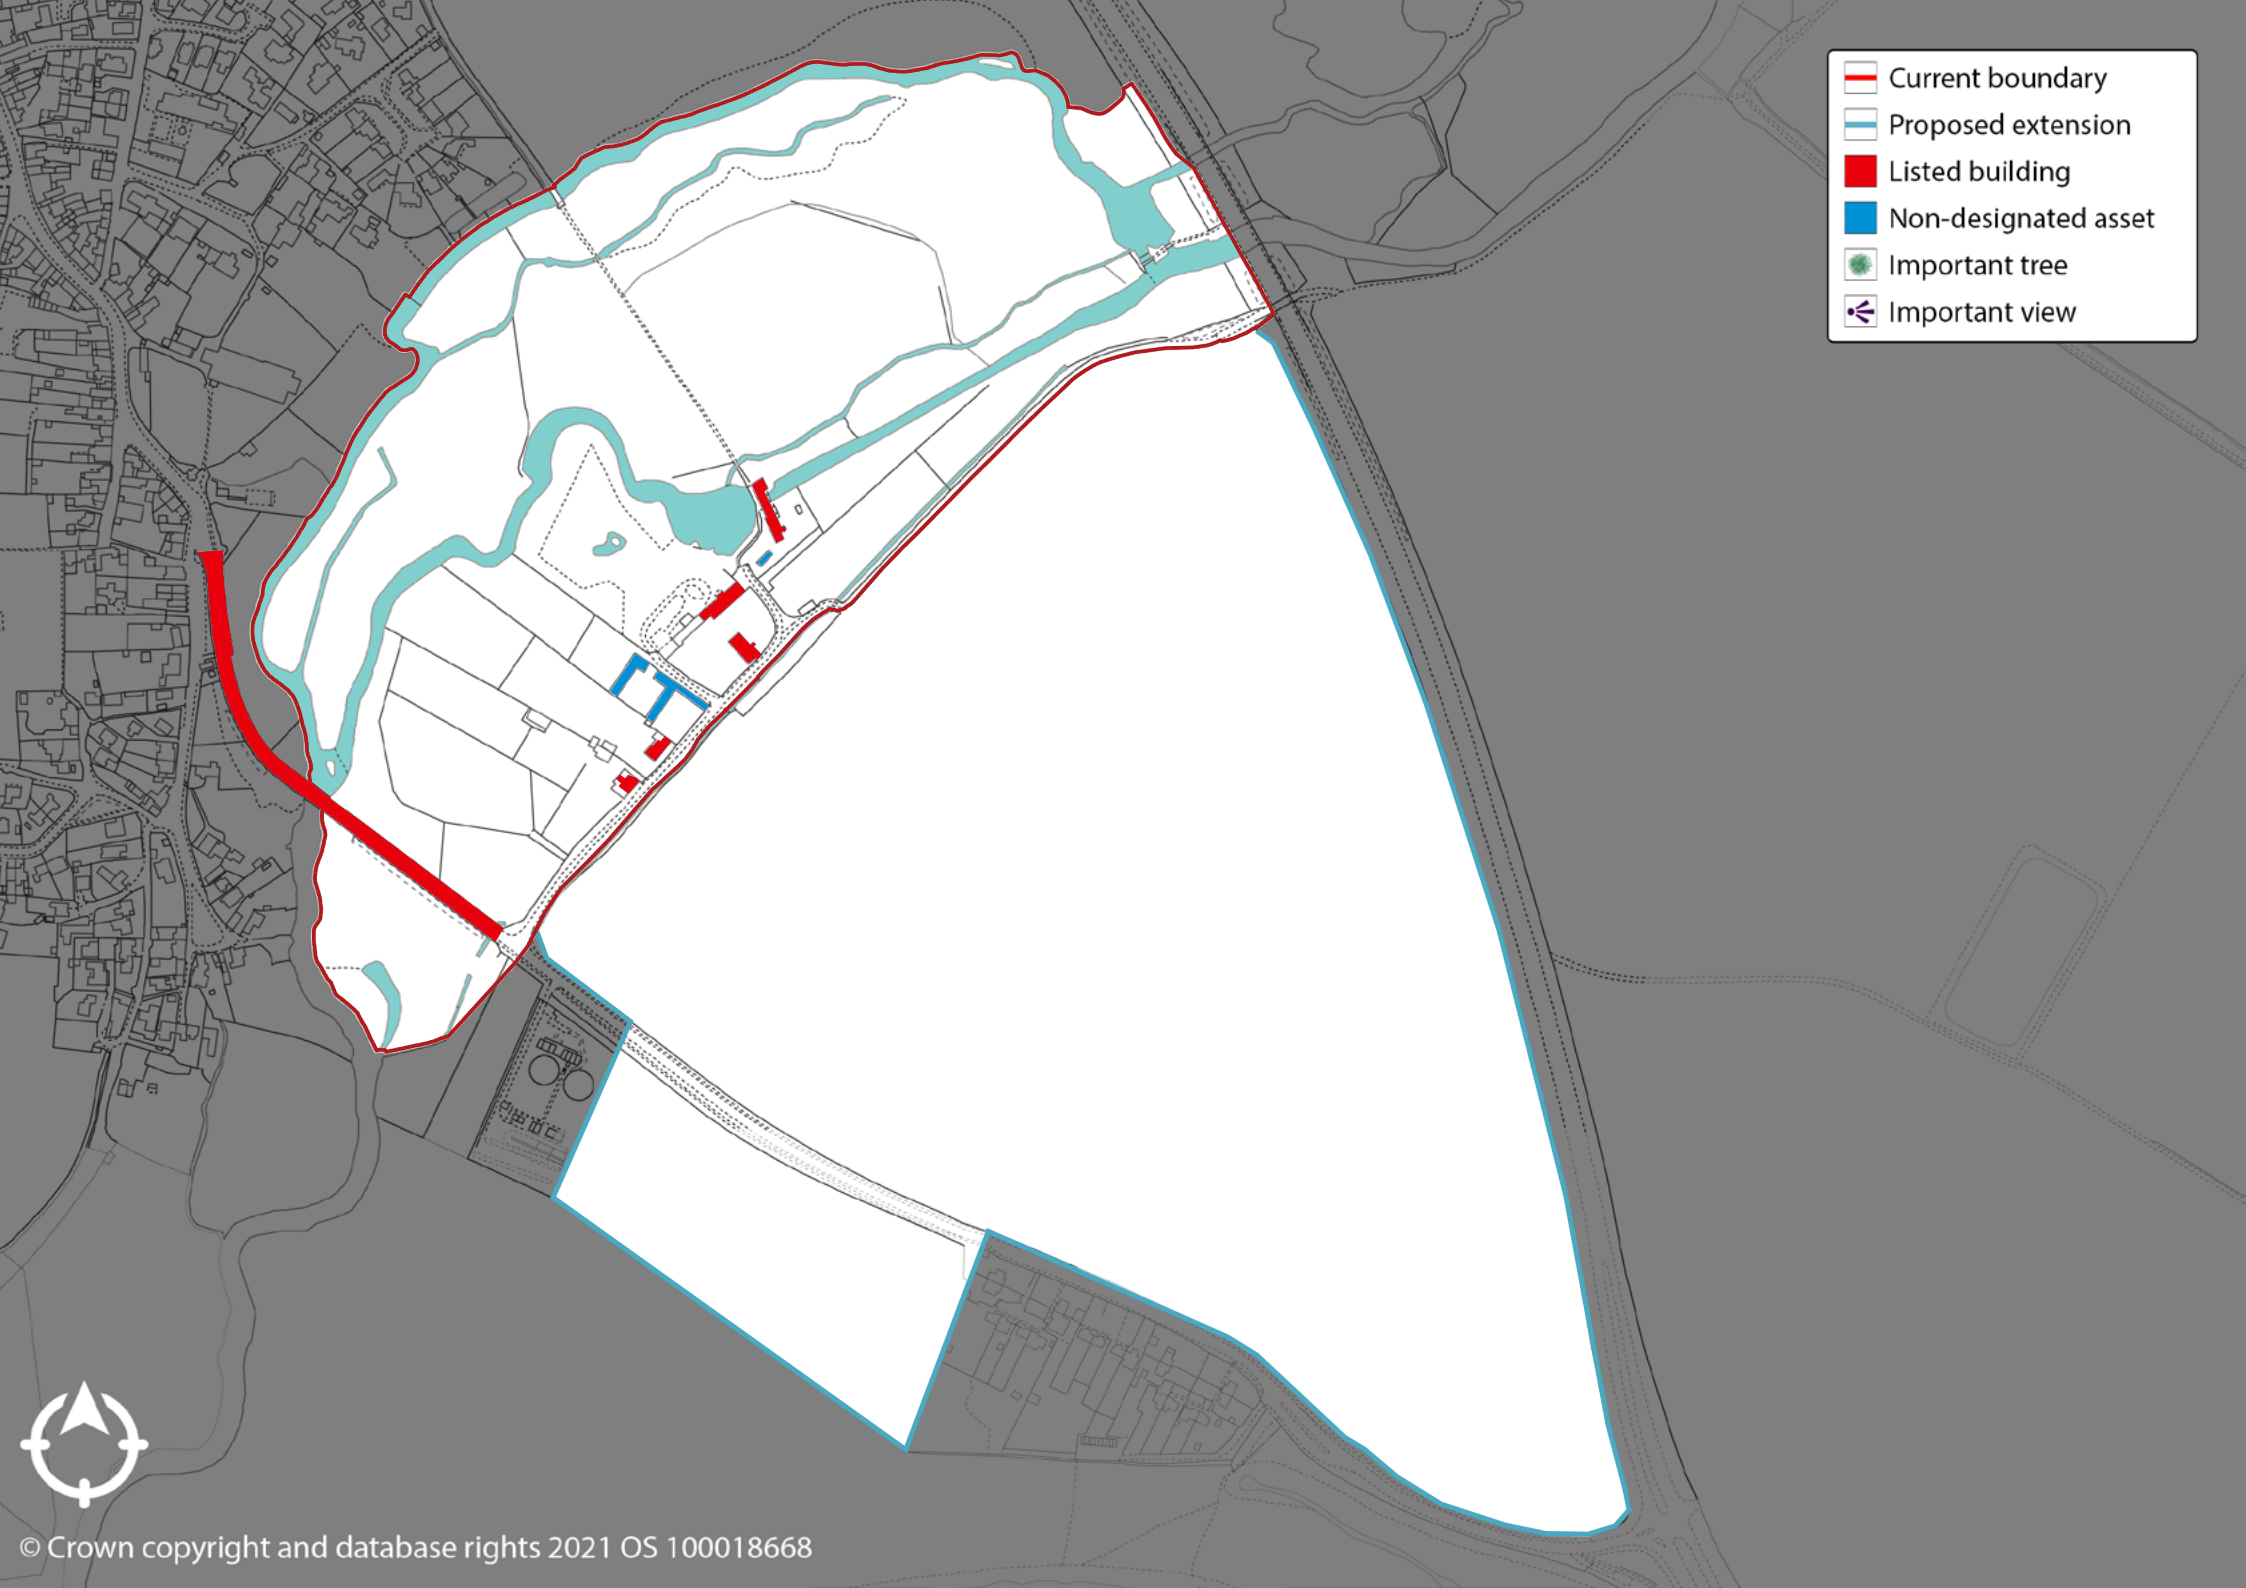 Current boundary
Proposed extension
Listed building
Non-designated asset
Important tree
Important view
© Crown copyright and database rights 2021 OS 100018668